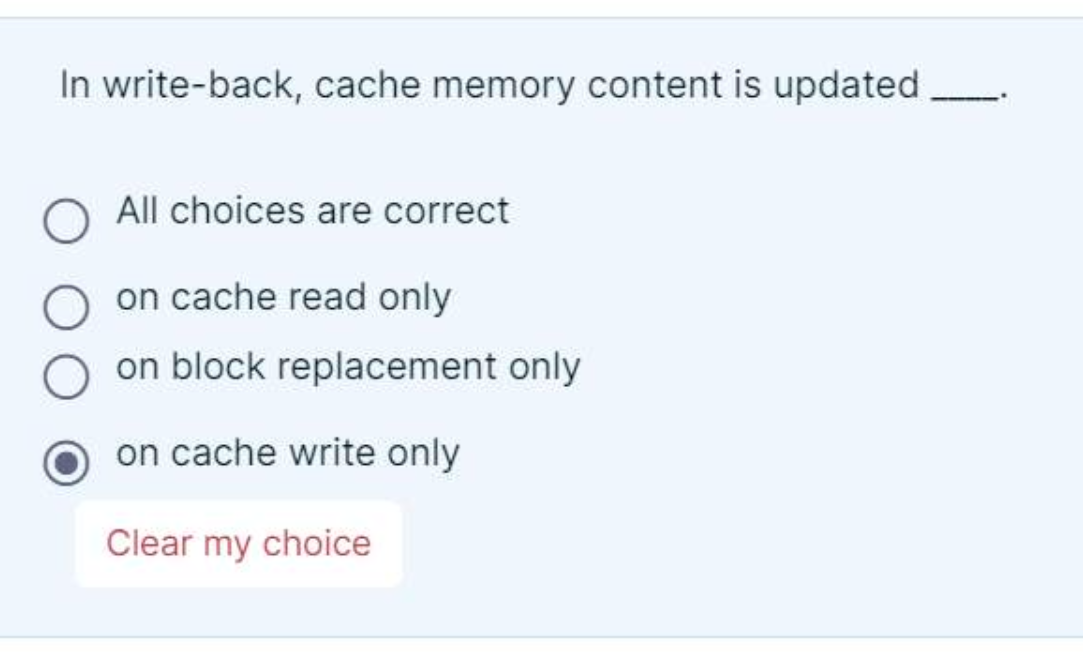 In write-back, cache memory content is updated ____.
All choices are correct
on cache read only
on block replacement only
on cache write only
Clear my choice